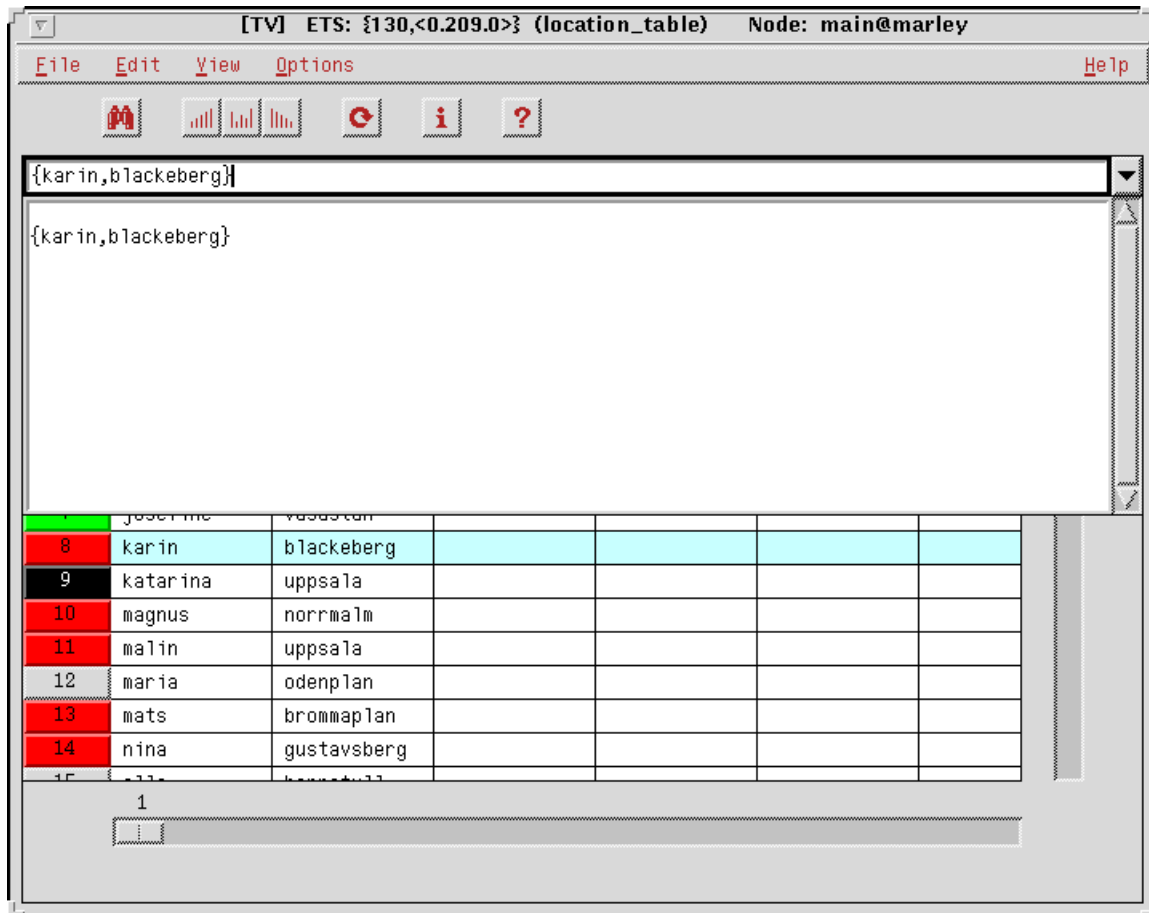 [TV] ETS: {130,<0.209.0>} (location_table) Node: main@marley
File Edit View Options Help
{karin,blackeberg}
{karin,blackeberg}
8 karin blackeberg
9 katarina uppsala
10 magnus norrmalm
11 malin uppsala
12 maria odenplan
13 mats brommaplan
14 nina gustavsberg
1